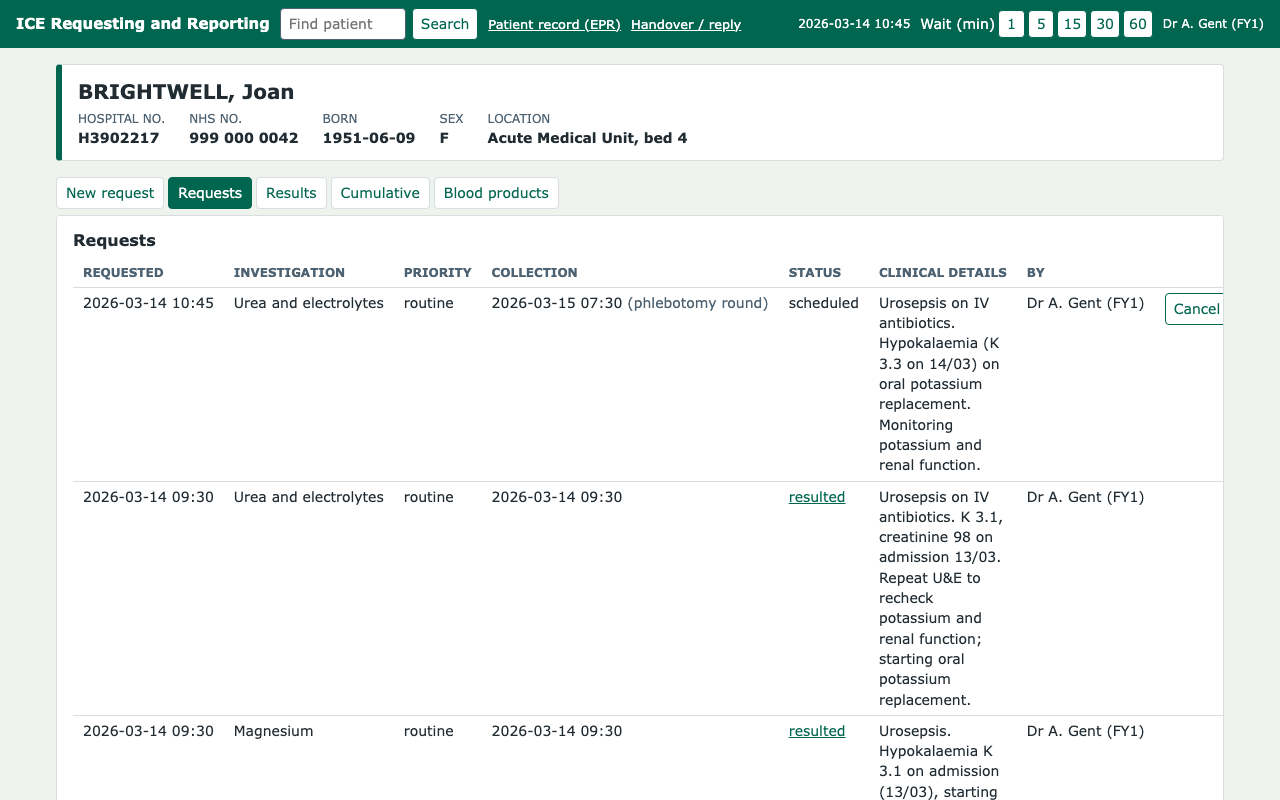 ICE Requesting and Reporting Find patient Search Patient record (EPR) Handover / reply 2026-03-14 10:45 Wait (min) 1 5 15 30 60 Dr A. Gent (FY1)
BRIGHTWELL, Joan
HOSPITAL NO. NHS NO. BORN SEX LOCATION
H3902217 999 000 0042 1951-06-09 F Acute Medical Unit, bed 4
New request Requests Results Cumulative Blood products
Requests
REQUESTED INVESTIGATION PRIORITY COLLECTION STATUS CLINICAL DETAILS BY
2026-03-14 10:45 Urea and electrolytes routine 2026-03-15 07:30 (phlebotomy round) scheduled Urosepsis on IV Dr A. Gent (FY1) Cancel
antibiotics.
Hypokalaemia (K
3.3 on 14/03) on
oral potassium
replacement.
Monitoring
potassium and
renal function.
2026-03-14 09:30 Urea and electrolytes routine 2026-03-14 09:30 resulted Urosepsis on IV Dr A. Gent (FY1)
antibiotics. K 3.1,
creatinine 98 on
admission 13/03.
Repeat U&E to
recheck
potassium and
renal function;
starting oral
potassium
replacement.
2026-03-14 09:30 Magnesium routine 2026-03-14 09:30 resulted Urosepsis. Dr A. Gent (FY1)
Hypokalaemia K
3.1 on admission
(13/03), starting